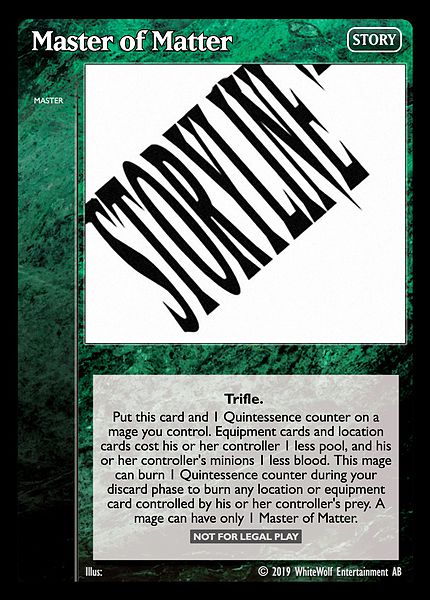 Master of Matter
STORY
MASTER
STORYLINE
Trifle.
Put this card and 1 Quintessence counter on a
mage you control. Equipment cards and location
cards cost his or her controller 1 less pool, and his
or her controller's minions 1 less blood. This mage
can burn 1 Quintessence counter during your
discard phase to burn any location or equipment
card controlled by his or her controller's prey. A
mage can have only 1 Master of Matter.
NOT FOR LEGAL PLAY
Illus:
© 2019 WhiteWolf Entertainment AB